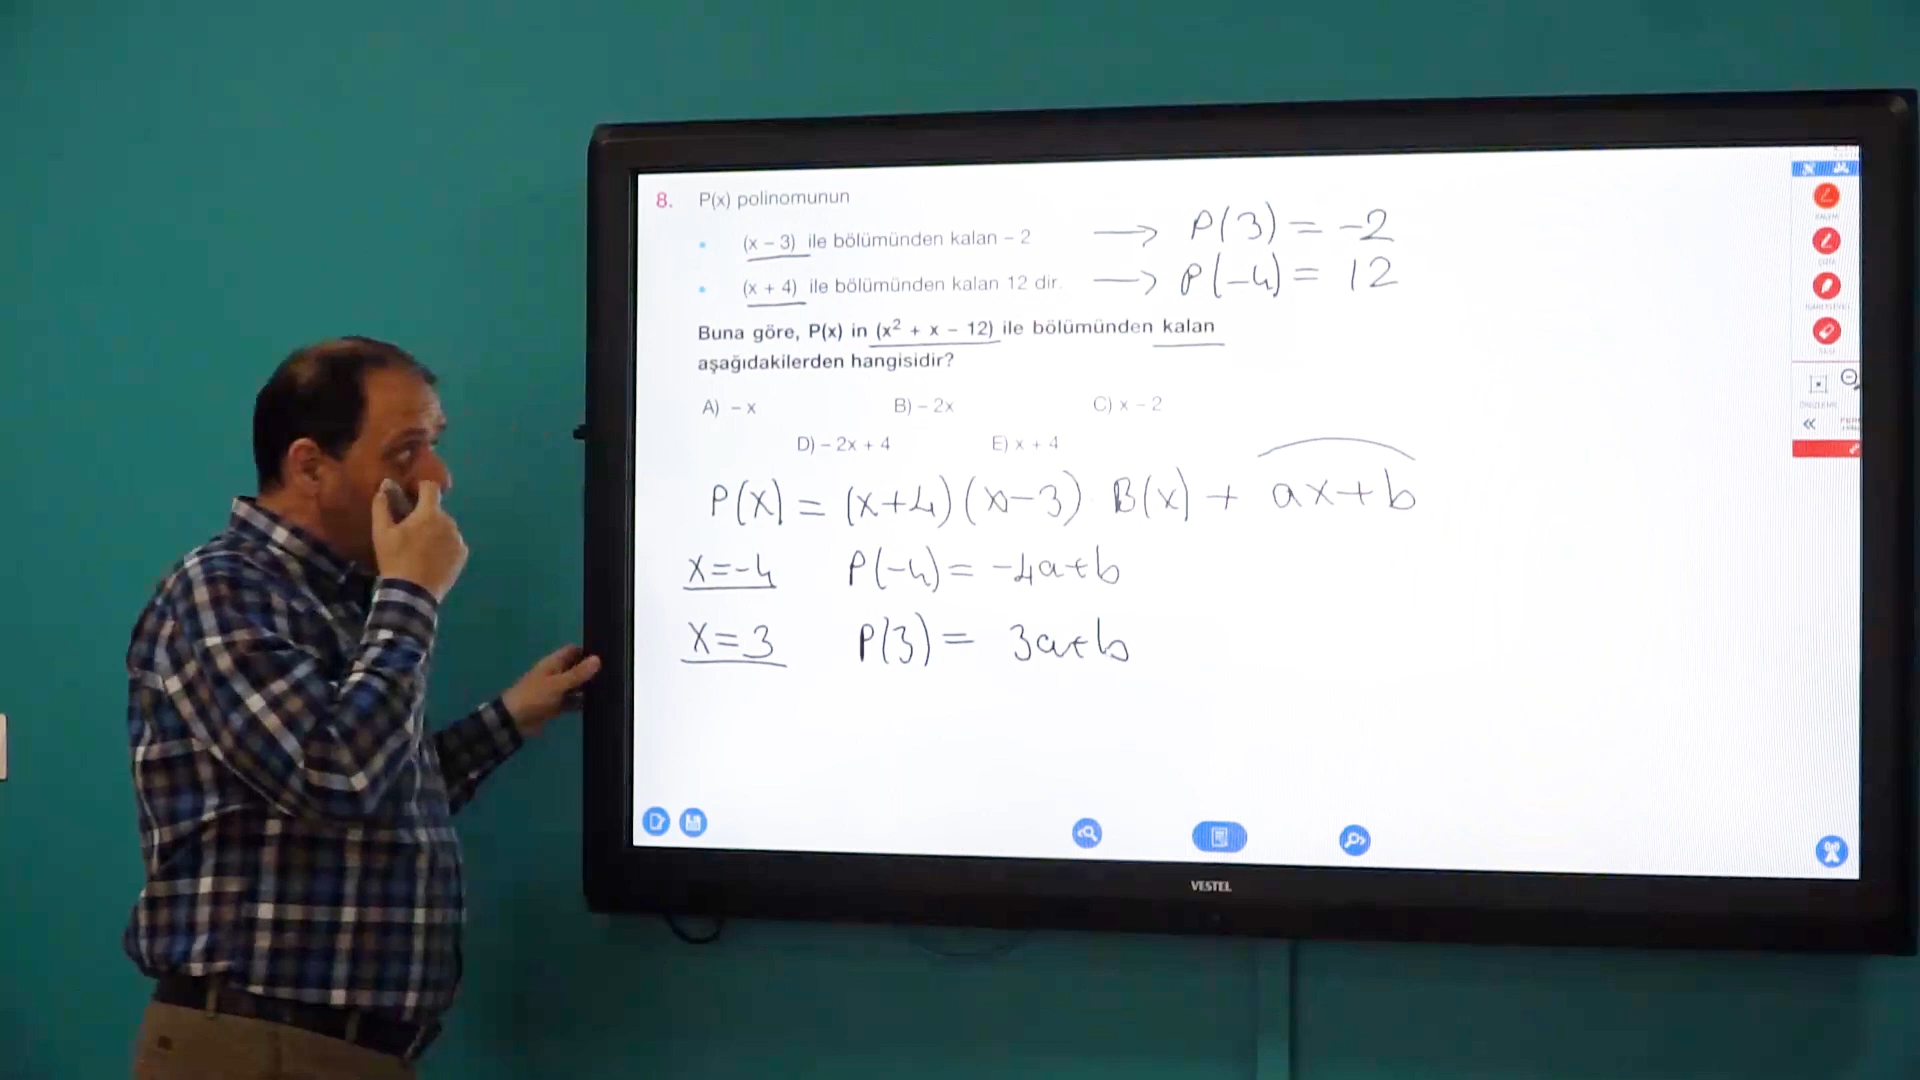 8. P(x) polinomunun
• (x – 3) ile bölümünden kalan – 2 → P(3) = -2
• (x + 4) ile bölümünden kalan 12 dir. → P(-4) = 12
Buna göre, P(x) in (x² + x – 12) ile bölümünden kalan
aşağıdakilerden hangisidir?
A) – x B) – 2x C) x – 2
D) – 2x + 4 E) x + 4
P(x) = (x+4)(x-3) B(x) + ax+b
x=-4 P(-4) = -4a+b
x=3 P(3) = 3a+b
VESTEL